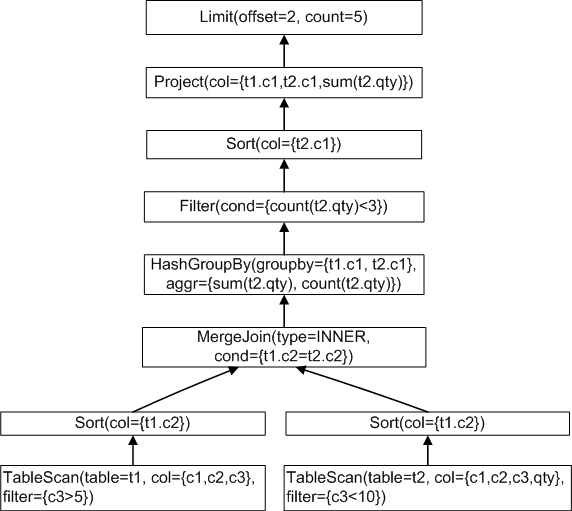 Limit(offset=2, count=5)
Project(col={t1.c1,t2.c1,sum(t2.qty)})
Sort(col={t2.c1})
Filter(cond={count(t2.qty)<3})
HashGroupBy(groupby={t1.c1, t2.c1},
aggr={sum(t2.qty), count(t2.qty)})
MergeJoin(type=INNER,
cond={t1.c2=t2.c2})
Sort(col={t1.c2})
Sort(col={t1.c2})
TableScan(table=t1, col={c1,c2,c3},
filter={c3>5})
TableScan(table=t2, col={c1,c2,c3,qty},
filter={c3<10})